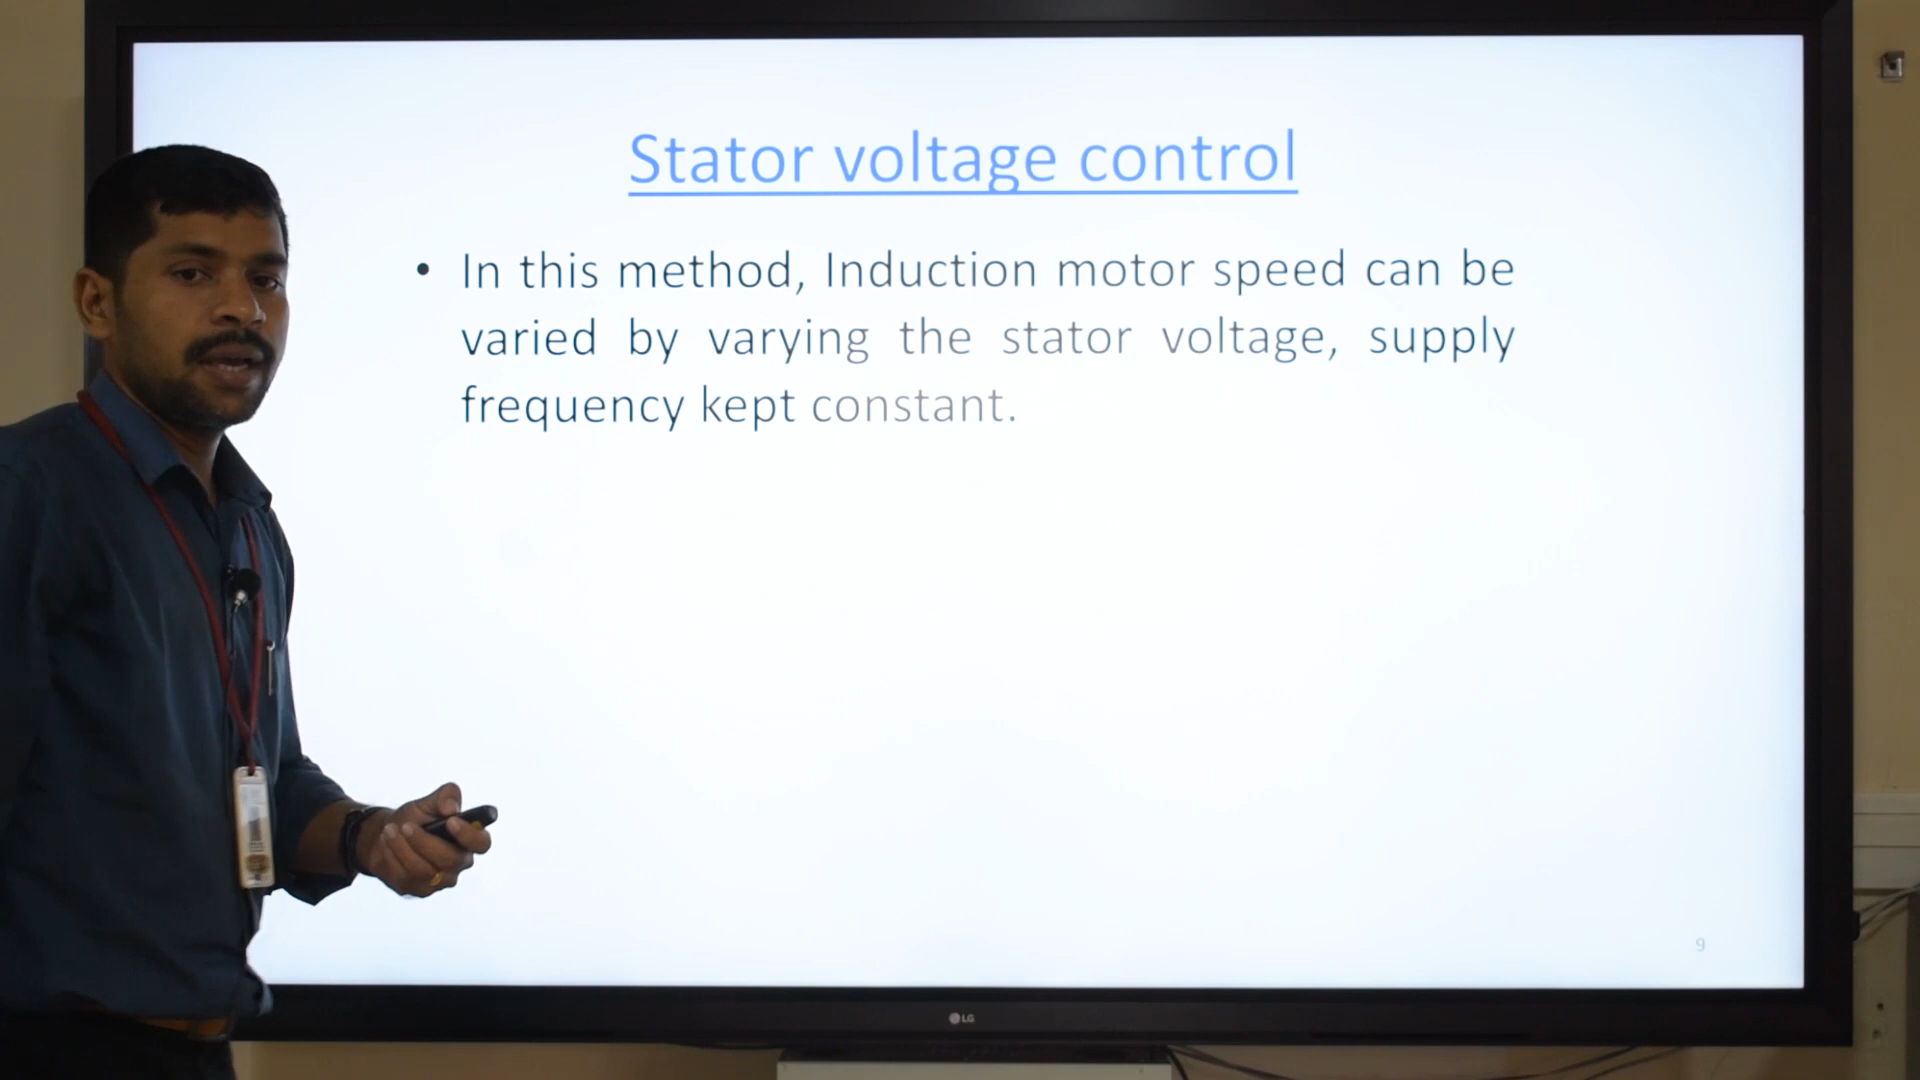 Stator voltage control
• In this method, Induction motor speed can be
varied by varying the stator voltage, supply
frequency kept constant.
9
LG